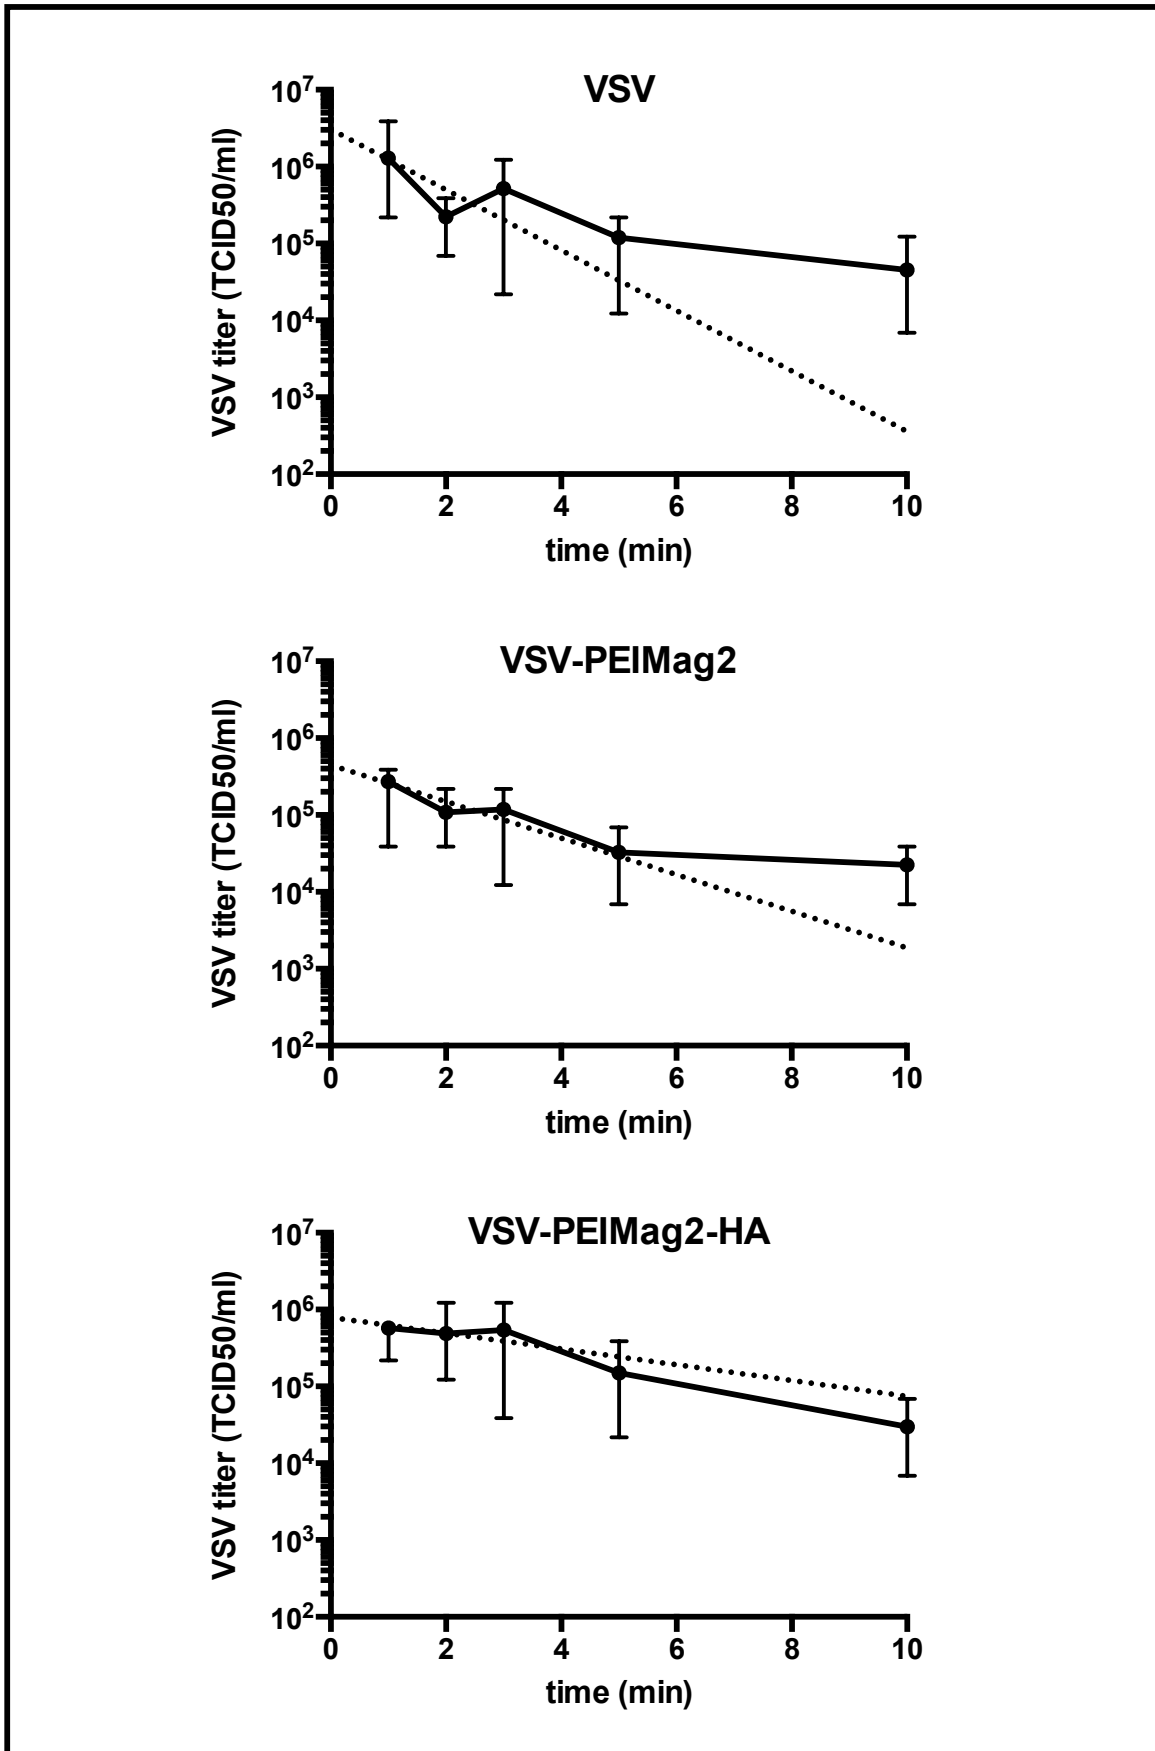 VSV
VSV titer (TCID50/ml)
10⁷
10⁶
10⁵
10⁴
10³
10²
0 2 4 6 8 10
time (min)
VSV-PEIMag2
VSV titer (TCID50/ml)
10⁷
10⁶
10⁵
10⁴
10³
10²
0 2 4 6 8 10
time (min)
VSV-PEIMag2-HA
VSV titer (TCID50/ml)
10⁷
10⁶
10⁵
10⁴
10³
10²
0 2 4 6 8 10
time (min)